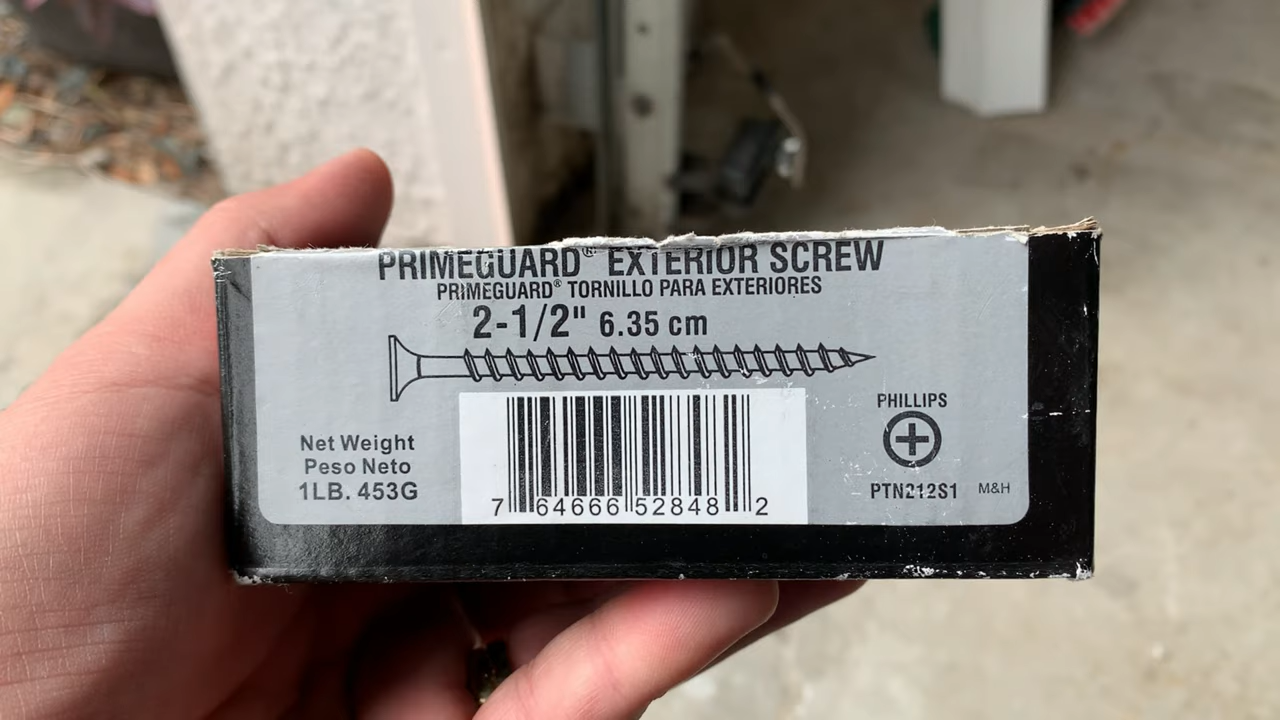 PRIMEGUARD® EXTERIOR SCREW
PRIMEGUARD® TORNILLO PARA EXTERIORES
2-1/2" 6.35 cm
Net Weight
Peso Neto
1LB. 453G
7 64666 52848 2
PHILLIPS
PTN212S1 M&H